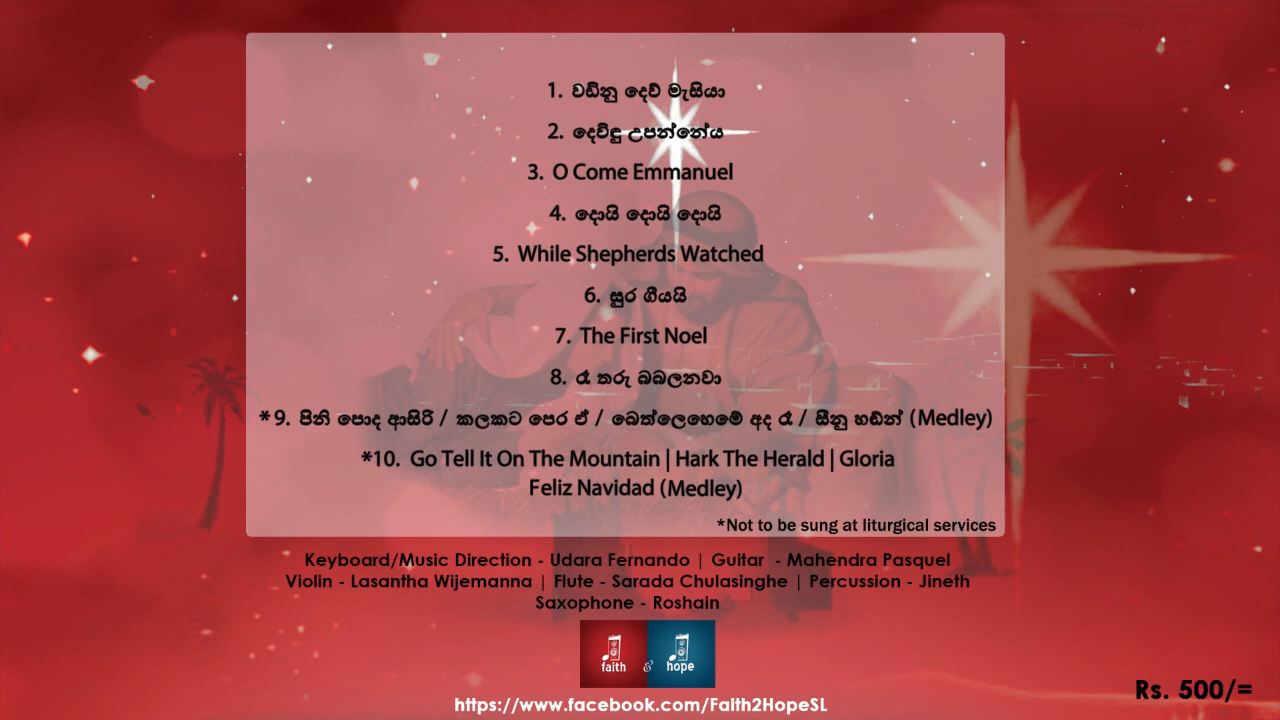 1. වඩිනු දෙව් මැසියා
2. දෙවිඳු උපන්නේය
3. O Come Emmanuel
4. දොයි දොයි දොයි
5. While Shepherds Watched
6. සුර ගීයයි
7. The First Noel
8. රෑ තරු බබලනවා
*9. පිනි පොද ආසිරි / කලකට පෙර ඒ / බෙත්ලෙහෙමේ අද රෑ / සීනු හඬින් (Medley)
*10. Go Tell It On The Mountain | Hark The Herald | Gloria
Feliz Navidad (Medley)
*Not to be sung at liturgical services
Keyboard/Music Direction - Udara Fernando | Guitar - Mahendra Pasquel
Violin - Lasantha Wijemanna | Flute - Sarada Chulasinghe | Percussion - Jineth
Saxophone - Roshain
faith & hope
https://www.facebook.com/Faith2HopeSL
Rs. 500/=